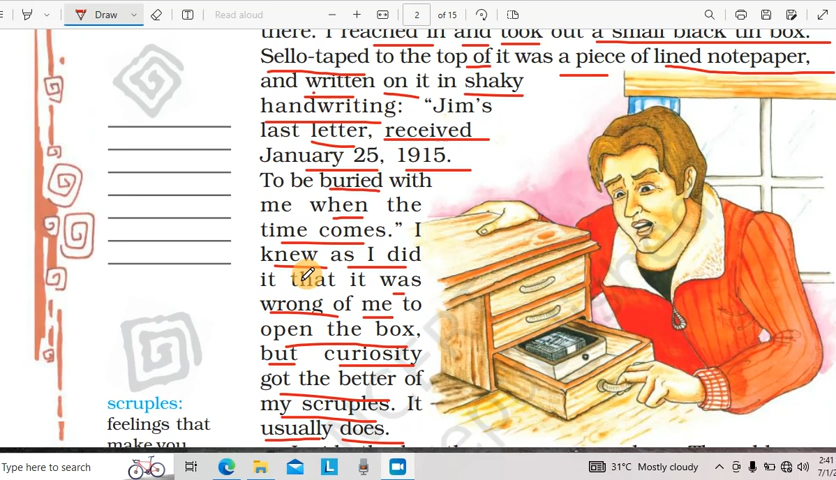 Draw
Read aloud
2
of 15
there. I reached in and took out a small black tin box.
Sello-taped to the top of it was a piece of lined notepaper,
and written on it in shaky
handwriting: “Jim’s
last letter, received
January 25, 1915.
To be buried with
me when the
time comes.” I
knew as I did
it that it was
wrong of me to
open the box,
but curiosity
got the better of
my scruples. It
usually does.
scruples:
feelings that
make you
Type here to search
31°C Mostly cloudy
2:41